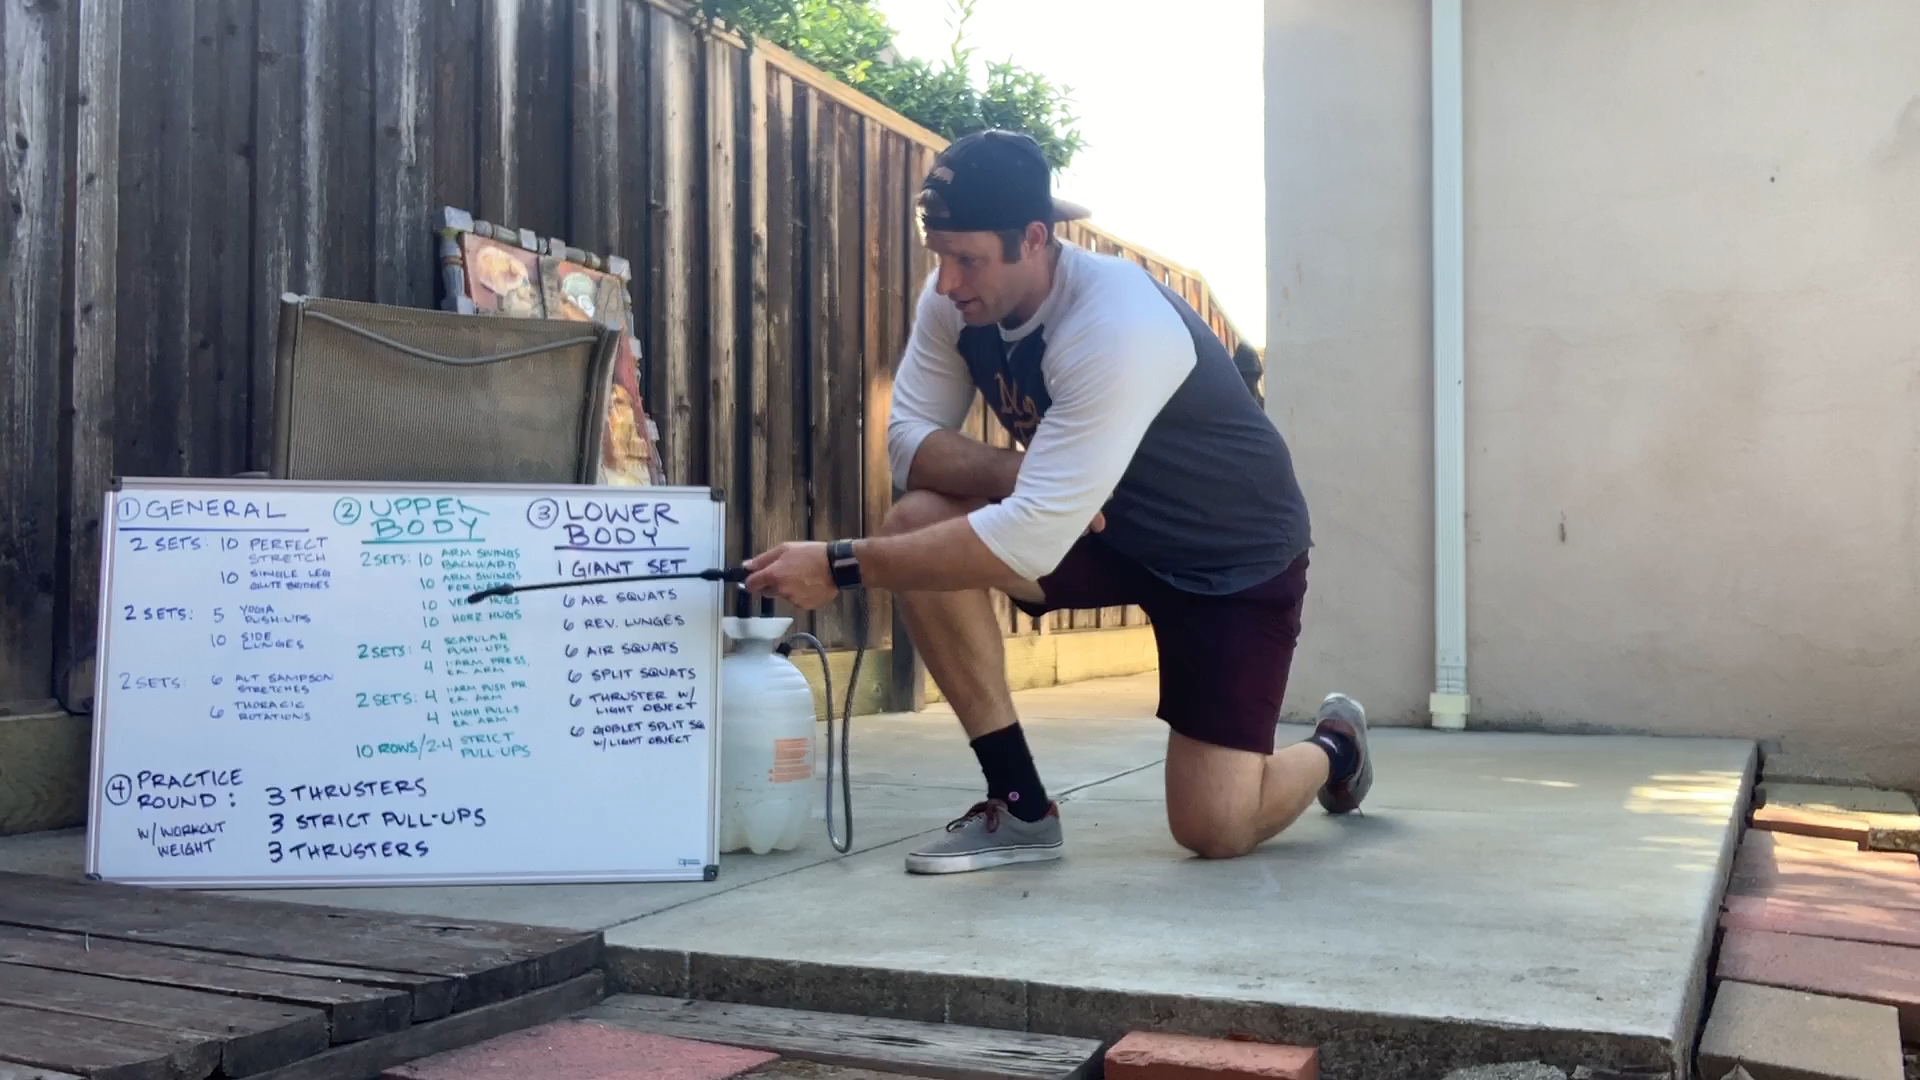 ① GENERAL
2 SETS: 10 PERFECT
STRETCH
10 SINGLE LEG
GLUTE BRIDGES
2 SETS: 5 YOGA
PUSH-UPS
10 SIDE
LUNGES
2 SETS: 6 ALT SAMPSON
STRETCHES
6 THORACIC
ROTATIONS
② UPPER
BODY
2 SETS: 10 ARM SWINGS
BACKWARD
10 ARM SWINGS
FORWARD
10 HUGS
10 HORZ HUGS
2 SETS: 4 SCAPULAR
PUSH-UPS
4 1-ARM PRESS,
EA. ARM
2 SETS: 4 1-ARM PUSH PR.
EA. ARM
4 HIGH PULLS
EA. ARM
10 ROWS/2-4 STRICT
PULL-UPS
③ LOWER
BODY
1 GIANT SET
6 AIR SQUATS
6 REV. LUNGES
6 AIR SQUATS
6 SPLIT SQUATS
6 THRUSTER W/
LIGHT OBJECT
6 GOBLET SPLIT SQ
W/LIGHT OBJECT
④ PRACTICE
ROUND:
W/ WORKOUT
WEIGHT
3 THRUSTERS
3 STRICT PULL-UPS
3 THRUSTERS